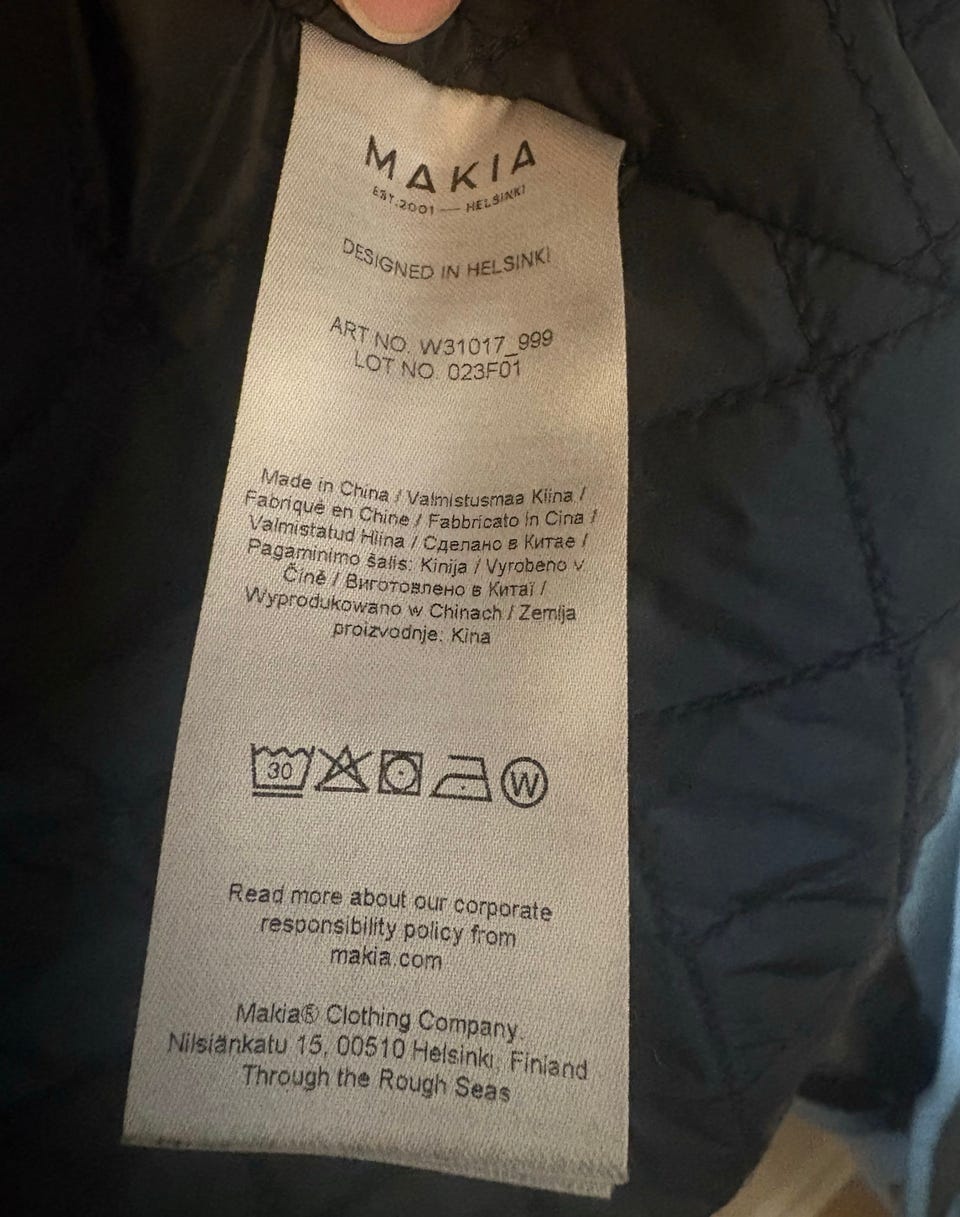 MAKIA
EST.2001 — HELSINKI
DESIGNED IN HELSINKI
ART NO. W31017_999
LOT NO. 023F01
Made in China / Valmistusmaa Kiina /
Fabriqué en Chine / Fabbricato in Cina /
Valmistatud Hiina / Сделано в Китае /
Pagaminimo šalis: Kinija / Vyrobeno v
Číně / Виготовлено в Китаї /
Wyprodukowano w Chinach / Zemlja
proizvodnje: Kina
30 W
Read more about our corporate
responsibility policy from
makia.com
Makia® Clothing Company.
Nilsiänkatu 15, 00510 Helsinki, Finland
Through the Rough Seas